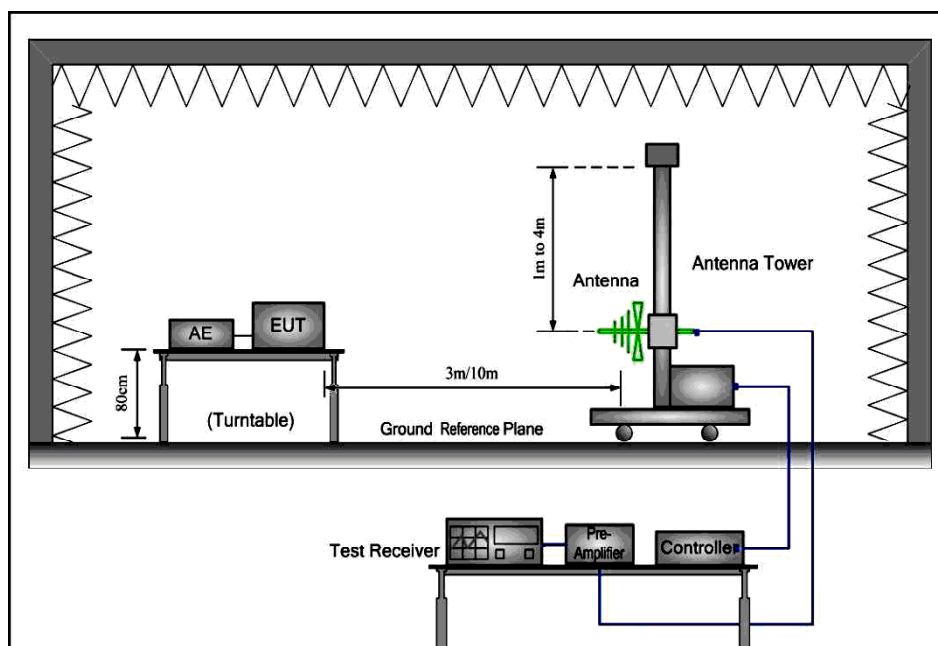 1m to 4m
Antenna Tower
Antenna
AE
EUT
80cm
3m/10m
(Turntable)
Ground Reference Plane
Test Receiver
Pre-
Amplifier
Controller